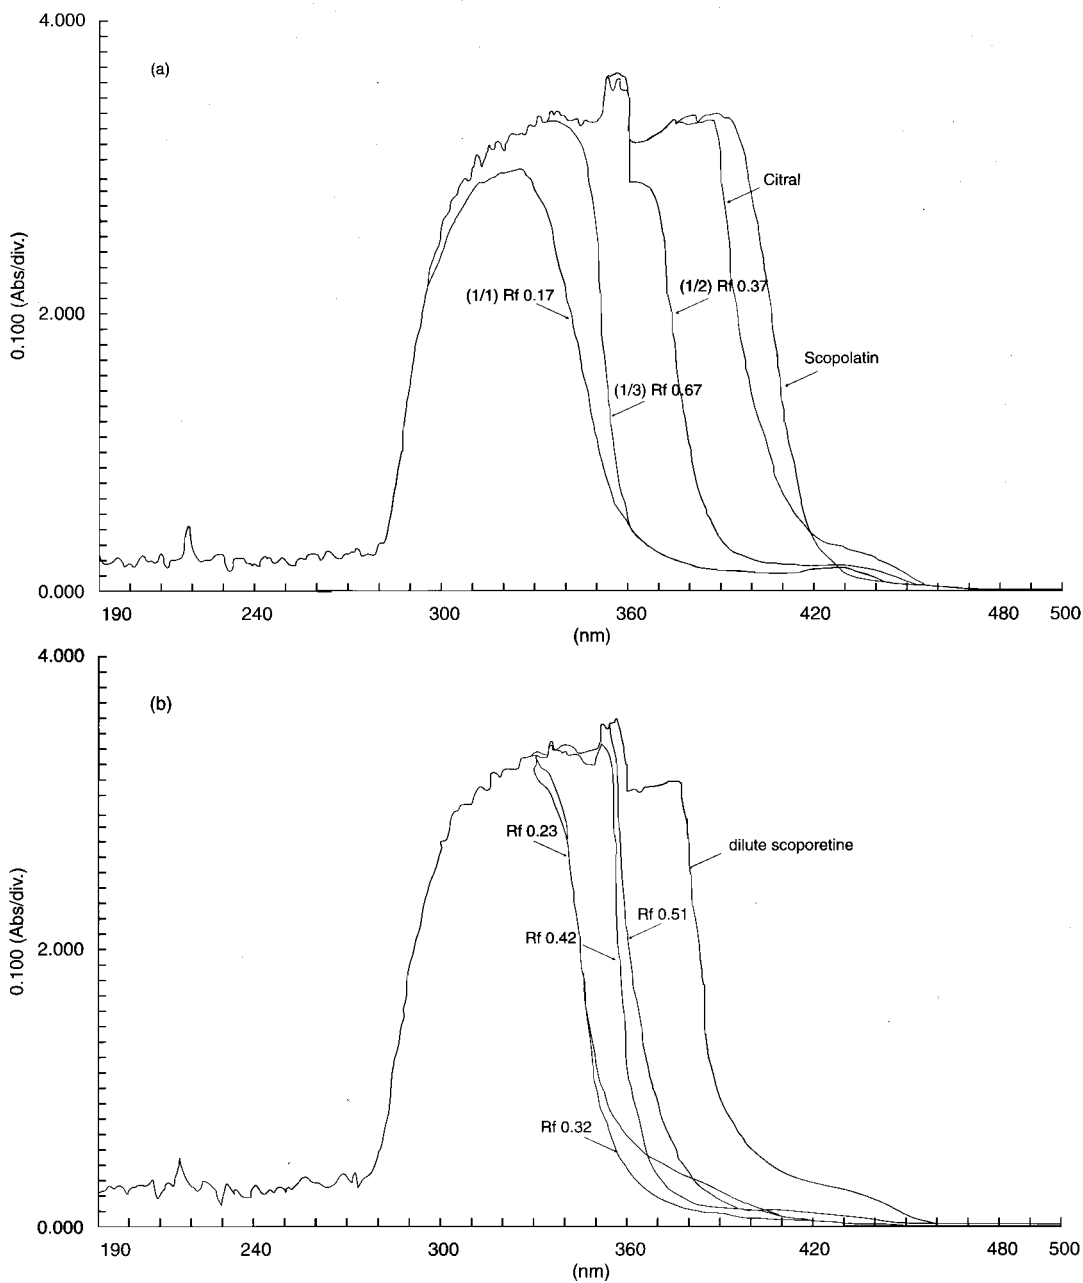 4.000
(a)
Citral
(1/1) Rf 0.17
(1/2) Rf 0.37
2.000
0.100 (Abs/div.)
Scopolatin
(1/3) Rf 0.67
0.000
190 240 300 360 420 480 500
(nm)
4.000
(b)
Rf 0.23
dilute scoporetine
Rf 0.51
Rf 0.42
2.000
0.100 (Abs/div.)
Rf 0.32
0.000
190 240 300 360 420 480 500
(nm)